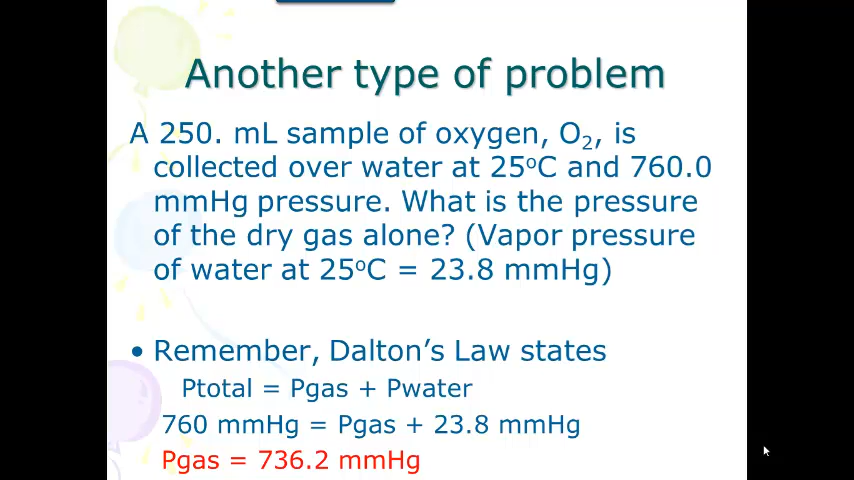 Another type of problem
A 250. mL sample of oxygen, O₂, is
collected over water at 25ºC and 760.0
mmHg pressure. What is the pressure
of the dry gas alone? (Vapor pressure
of water at 25ºC = 23.8 mmHg)
• Remember, Dalton’s Law states
Ptotal = Pgas + Pwater
760 mmHg = Pgas + 23.8 mmHg
Pgas = 736.2 mmHg